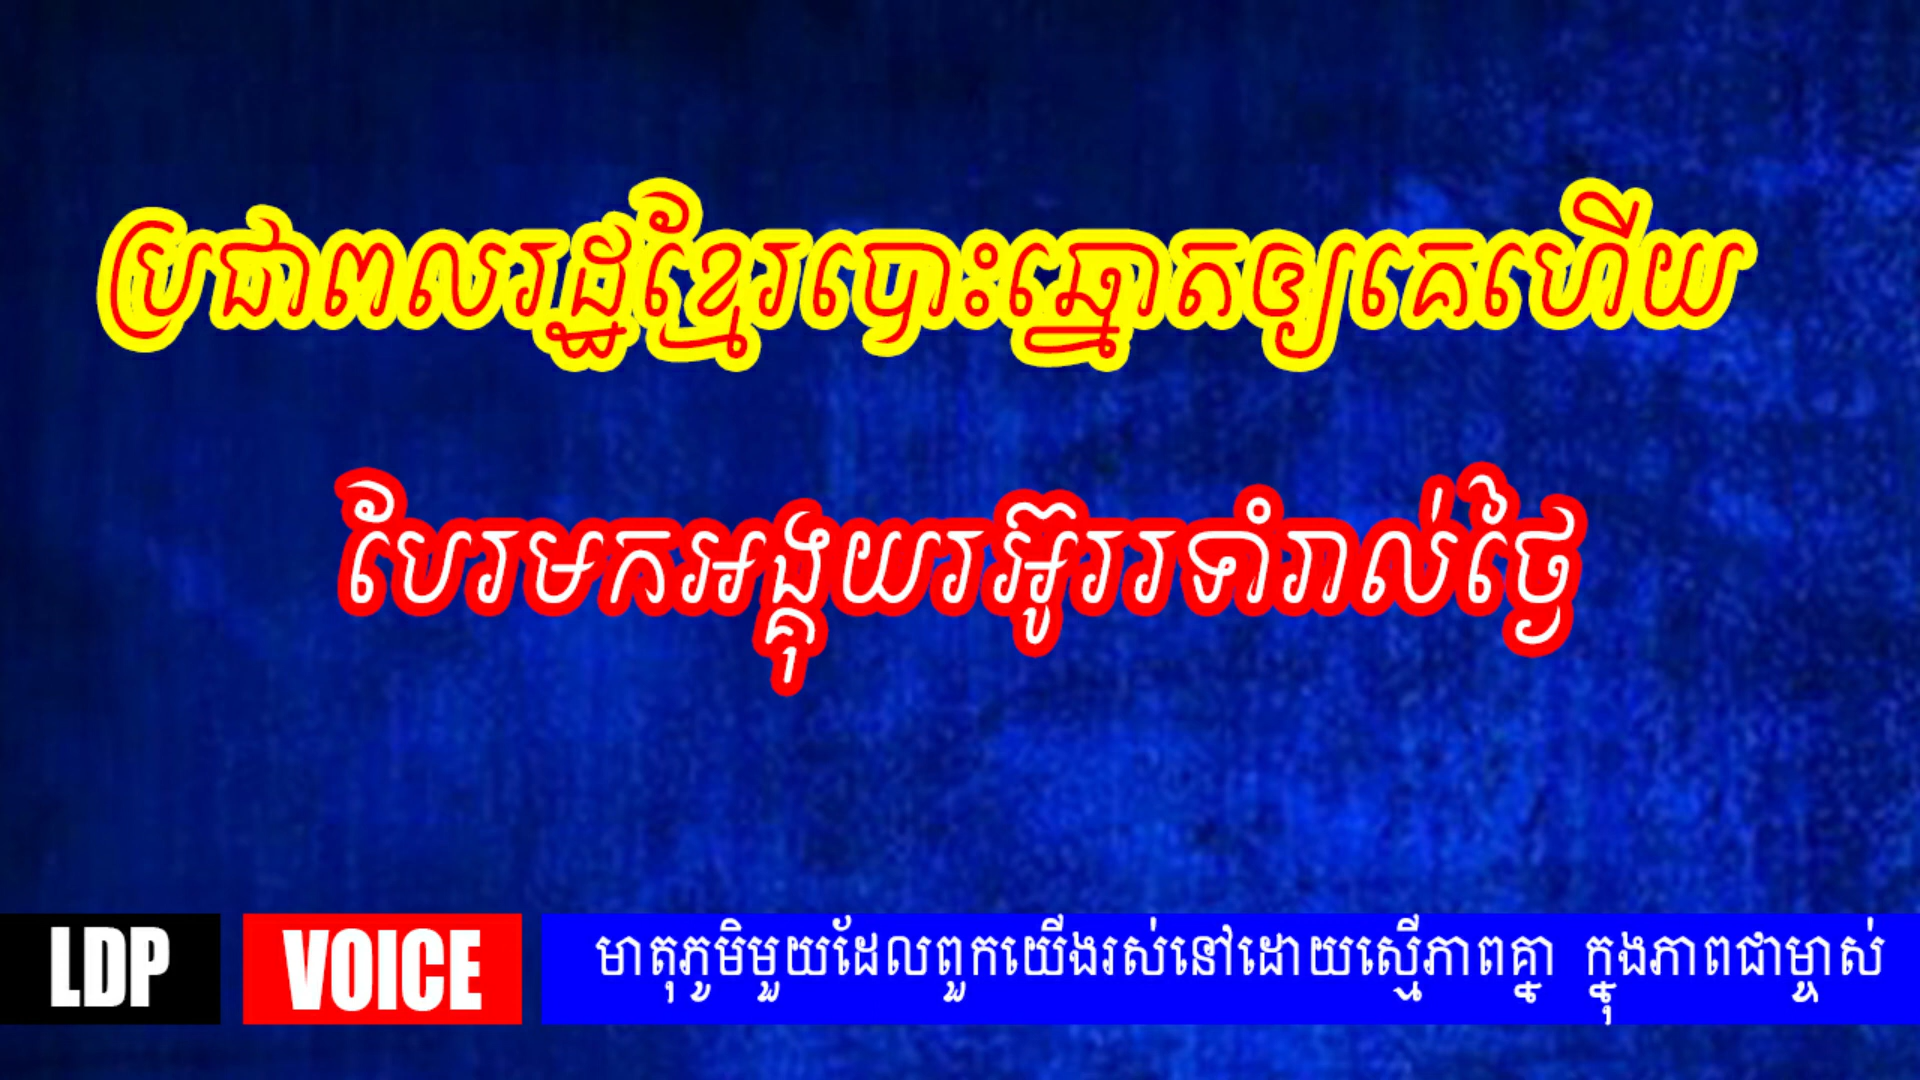 ប្រជាពលរដ្ឋខ្មែរបោះឆ្នោតឲ្យគេហើយ
បែរមកអង្គុយរអ៊ូររទាំរាល់ថ្ងៃ
LDP VOICE មាតុភូមិមួយដែលពួកយើងរស់នៅដោយស្មើភាពគ្នា ក្នុងភាពជាម្ចាស់